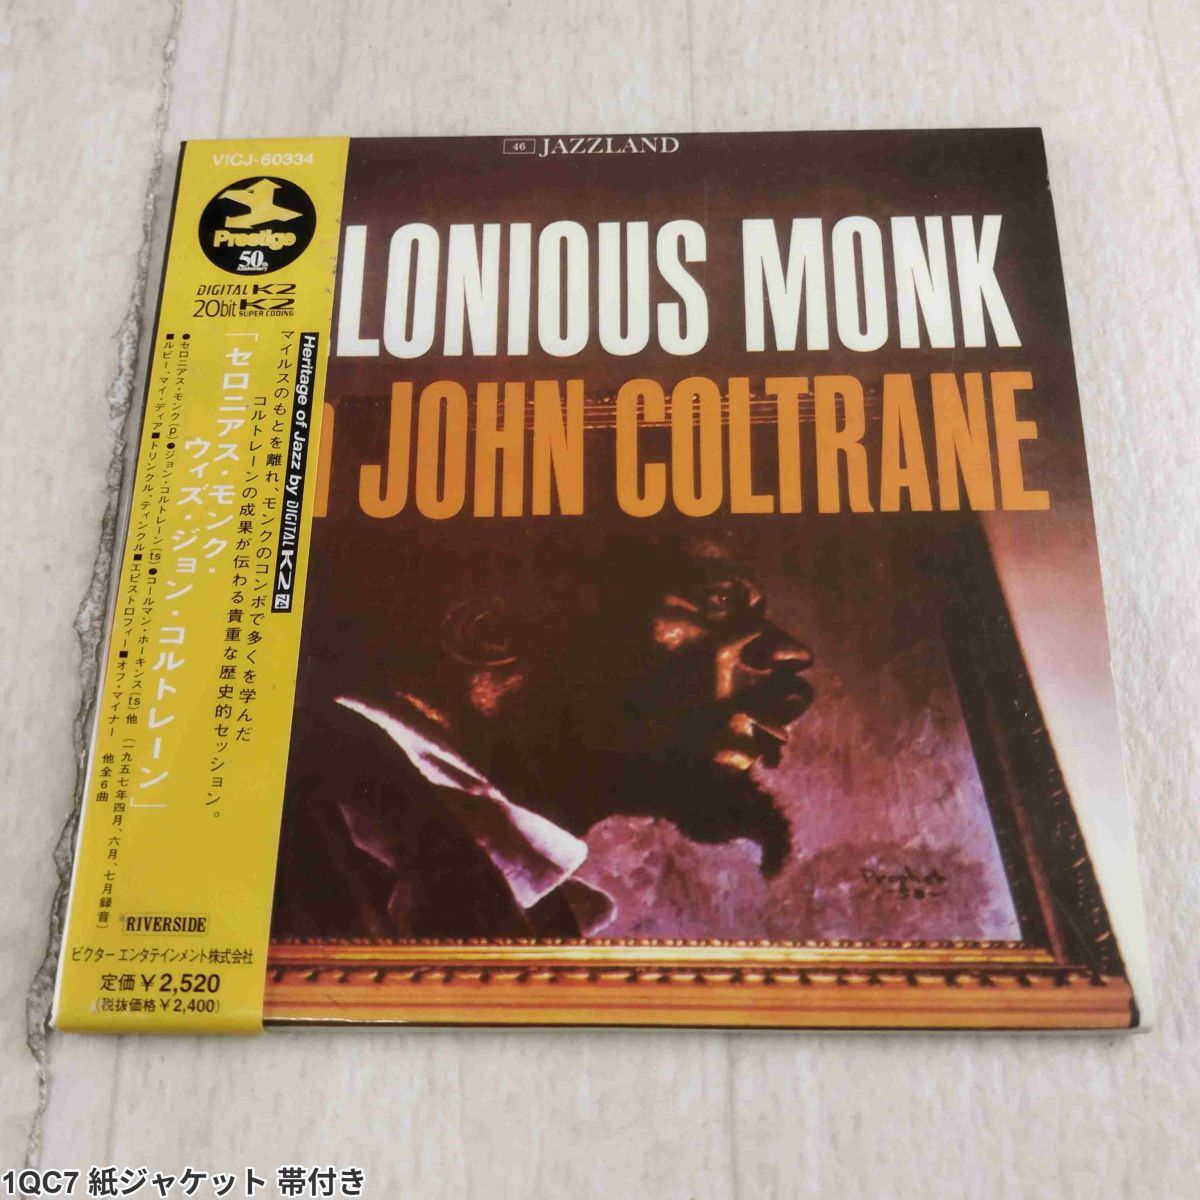 VICJ-60334
Prestige
50th
Anniversary
DIGITAL K2
20bit K2
SUPER CODING
Heritage of Jazz by DIGITAL K2 74
マイルスのもとを離れ、モンクのコンボで多くを学んだ
コルトレーンの成果が伝わる貴重な歴史的セッション。
「セロニアス・モンク・
ウィズ・ジョン・コルトレーン」
●セロニアス・モンク(p)●ジョン・コルトレーン(ts)●コールマン・ホーキンス(ts)他 (一九五七年四月、六月、七月録音)
■ルビー、マイ・ディア■トリンクル、ティンクル■エピストロフィー■オフ・マイナー 他全6曲
RIVERSIDE
ビクター エンタテインメント株式会社
定価￥2,520
(税抜価格￥2,400)
46 JAZZLAND
LONIOUS MONK
h JOHN COLTRANE
Prophet
58-
1QC7 紙ジャケット 帯付き